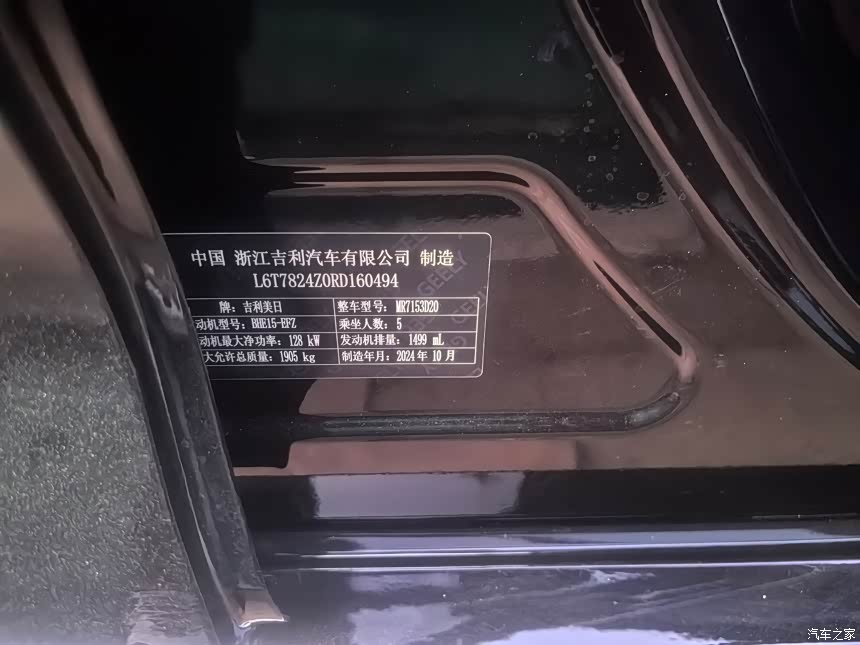 中国 浙江吉利汽车有限公司 制造
L6T7824Z0RD160494
牌：吉利美日 整车型号：MR7153D20
动机型号：BHE15-EFZ 乘坐人数：5
动机最大净功率：128 kW 发动机排量：1499 mL
大允许总质量：1905 kg 制造年月：2024 年 10 月
GEELY
汽车之家